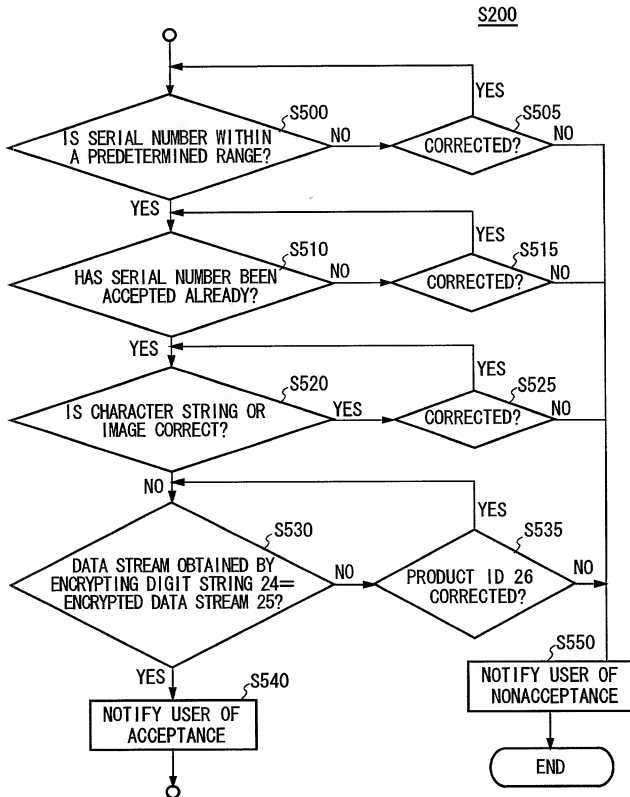 S200
YES
S500
IS SERIAL NUMBER WITHIN
A PREDETERMINED RANGE?
NO
S505
CORRECTED?
NO
YES
YES
S510
HAS SERIAL NUMBER BEEN
ACCEPTED ALREADY?
NO
S515
CORRECTED?
NO
YES
YES
S520
IS CHARACTER STRING OR
IMAGE CORRECT?
YES
S525
CORRECTED?
NO
NO
YES
S530
DATA STREAM OBTAINED BY
ENCRYPTING DIGIT STRING 24=
ENCRYPTED DATA STREAM 25?
NO
S535
PRODUCT ID 26
CORRECTED?
NO
YES
S540
NOTIFY USER OF
ACCEPTANCE
S550
NOTIFY USER OF
NONACCEPTANCE
END